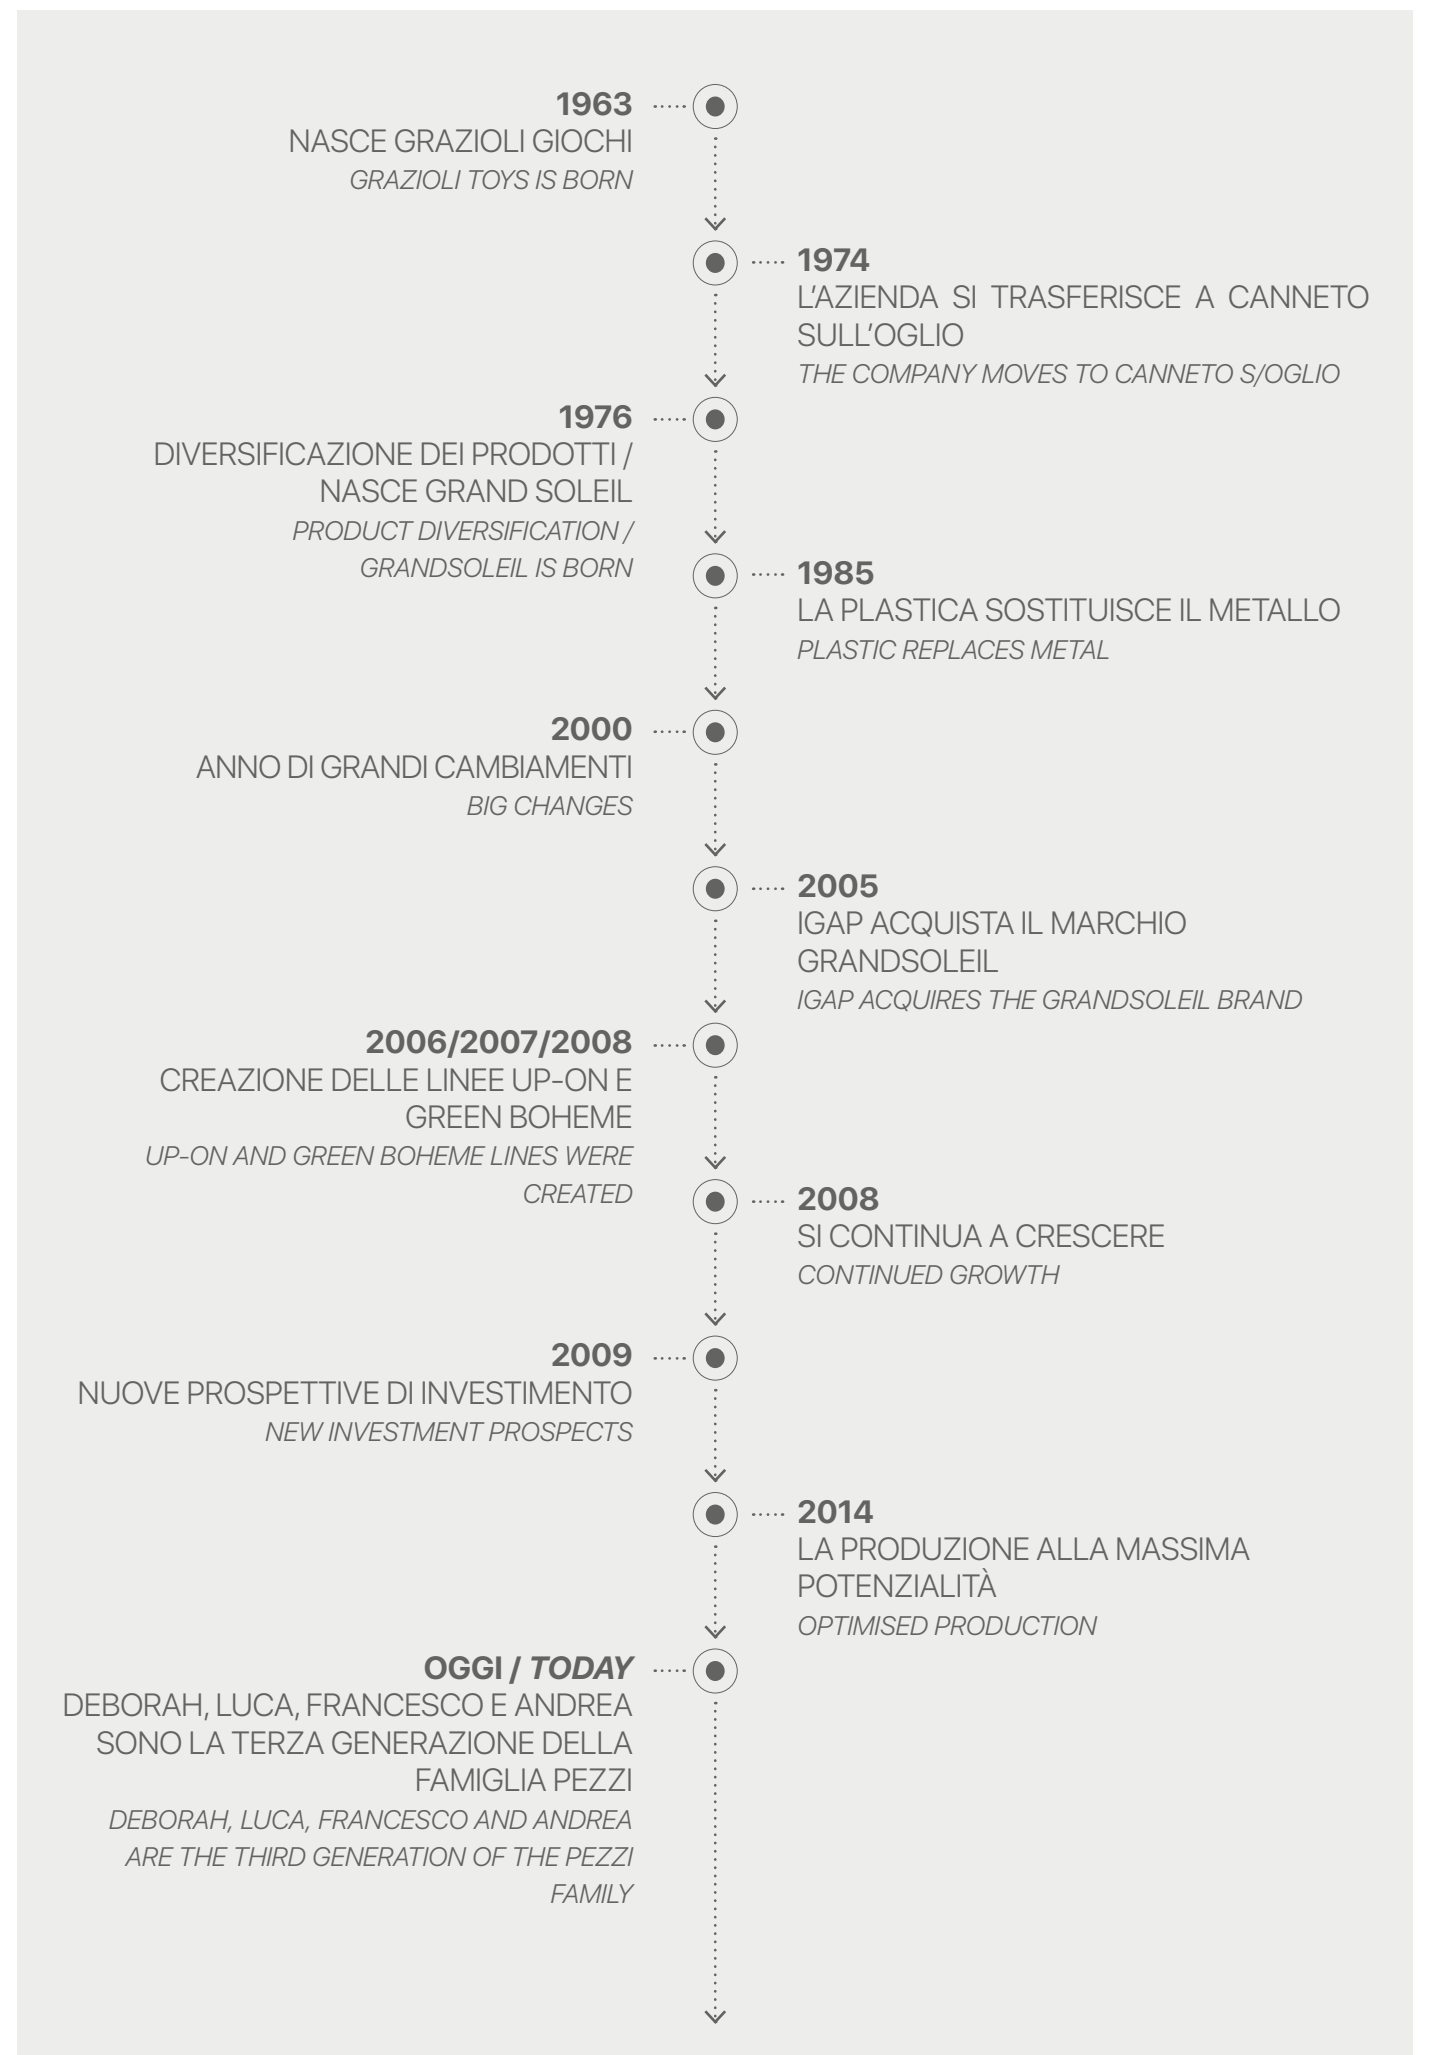 1963
NASCE GRAZIOLI GIOCHI
GRAZIOLI TOYS IS BORN
1974
L'AZIENDA SI TRASFERISCE A CANNETO
SULL'OGLIO
THE COMPANY MOVES TO CANNETO S/OGLIO
1976
DIVERSIFICAZIONE DEI PRODOTTI /
NASCE GRAND SOLEIL
PRODUCT DIVERSIFICATION /
GRANDSOLEIL IS BORN
1985
LA PLASTICA SOSTITUISCE IL METALLO
PLASTIC REPLACES METAL
2000
ANNO DI GRANDI CAMBIAMENTI
BIG CHANGES
2005
IGAP ACQUISTA IL MARCHIO
GRANDSOLEIL
IGAP ACQUIRES THE GRANDSOLEIL BRAND
2006/2007/2008
CREAZIONE DELLE LINEE UP-ON E
GREEN BOHEME
UP-ON AND GREEN BOHEME LINES WERE
CREATED
2008
SI CONTINUA A CRESCERE
CONTINUED GROWTH
2009
NUOVE PROSPETTIVE DI INVESTIMENTO
NEW INVESTMENT PROSPECTS
2014
LA PRODUZIONE ALLA MASSIMA
POTENZIALITÀ
OPTIMISED PRODUCTION
OGGI / TODAY
DEBORAH, LUCA, FRANCESCO E ANDREA
SONO LA TERZA GENERAZIONE DELLA
FAMIGLIA PEZZI
DEBORAH, LUCA, FRANCESCO AND ANDREA
ARE THE THIRD GENERATION OF THE PEZZI
FAMILY